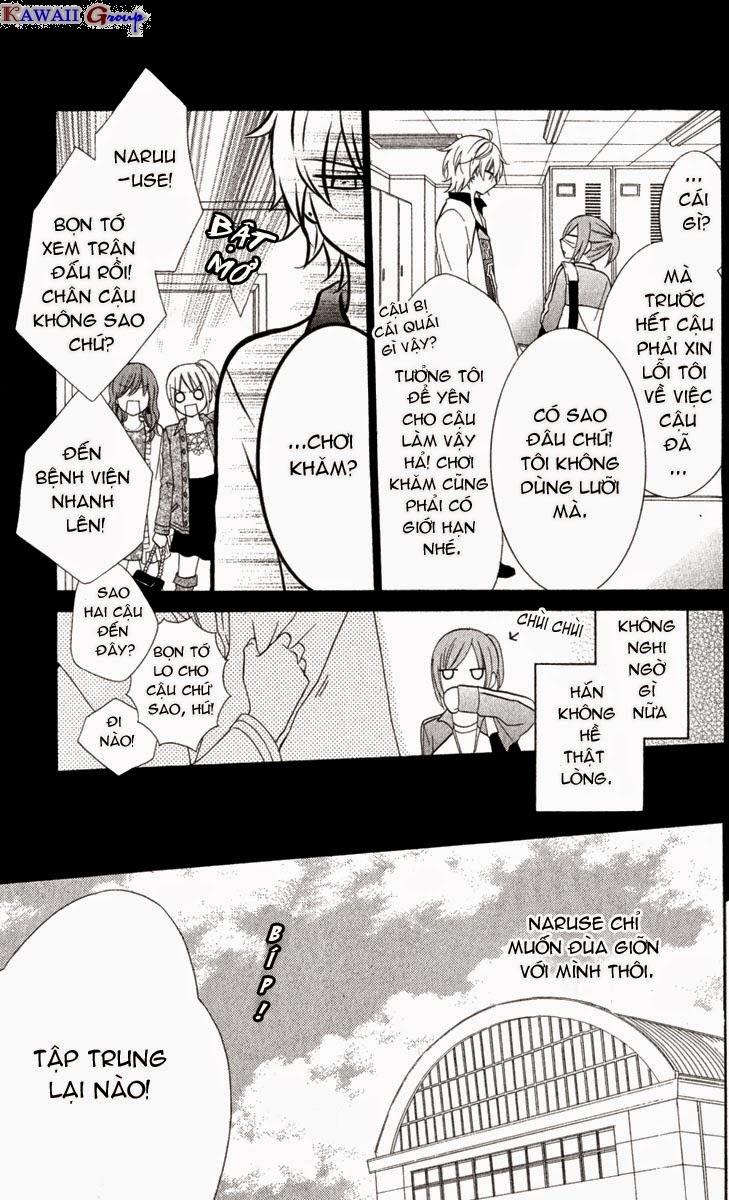 KAWAII Group
...
CÁI
GÌ?
MÀ
TRƯỚC
HẾT CẬU
PHẢI XIN
LỖI TÔI
VỀ VIỆC
CẬU
ĐÃ
...
CÓ SAO
ĐÂU CHỨ!
TÔI KHÔNG
DÙNG LƯỠI
MÀ.
CẬU BỊ
CÁI QUÁI
GÌ VẬY?
TƯỞNG TÔI
ĐỂ YÊN
CHO CẬU
LÀM VẬY
HẢ! CHƠI
KHĂM CŨNG
PHẢI CÓ
GIỚI HẠN
NHÉ.
...CHƠI
KHĂM?
BẬT
MỞ
NARUU
-USE!
BỌN TỚ
XEM TRẬN
ĐẤU RỒI!
CHÂN CẬU
KHÔNG SAO
CHỨ?
ĐẾN
BỆNH VIỆN
NHANH
LÊN!
KHÔNG
NGHI
NGỜ
GÌ
NỮA
HẮN
KHÔNG
HỀ
THẬT
LÒNG.
CHÙI CHÙI
SAO
HAI CẬU
ĐẾN
ĐÂY?
BỌN TỚ
LO CHO
CẬU CHỨ
SAO, HỨ!
ĐI
NÀO!
NARUSE CHỈ
MUỐN ĐÙA GIỠN
VỚI MÌNH THÔI.
BÍP!
TẬP TRUNG
LẠI NÀO!